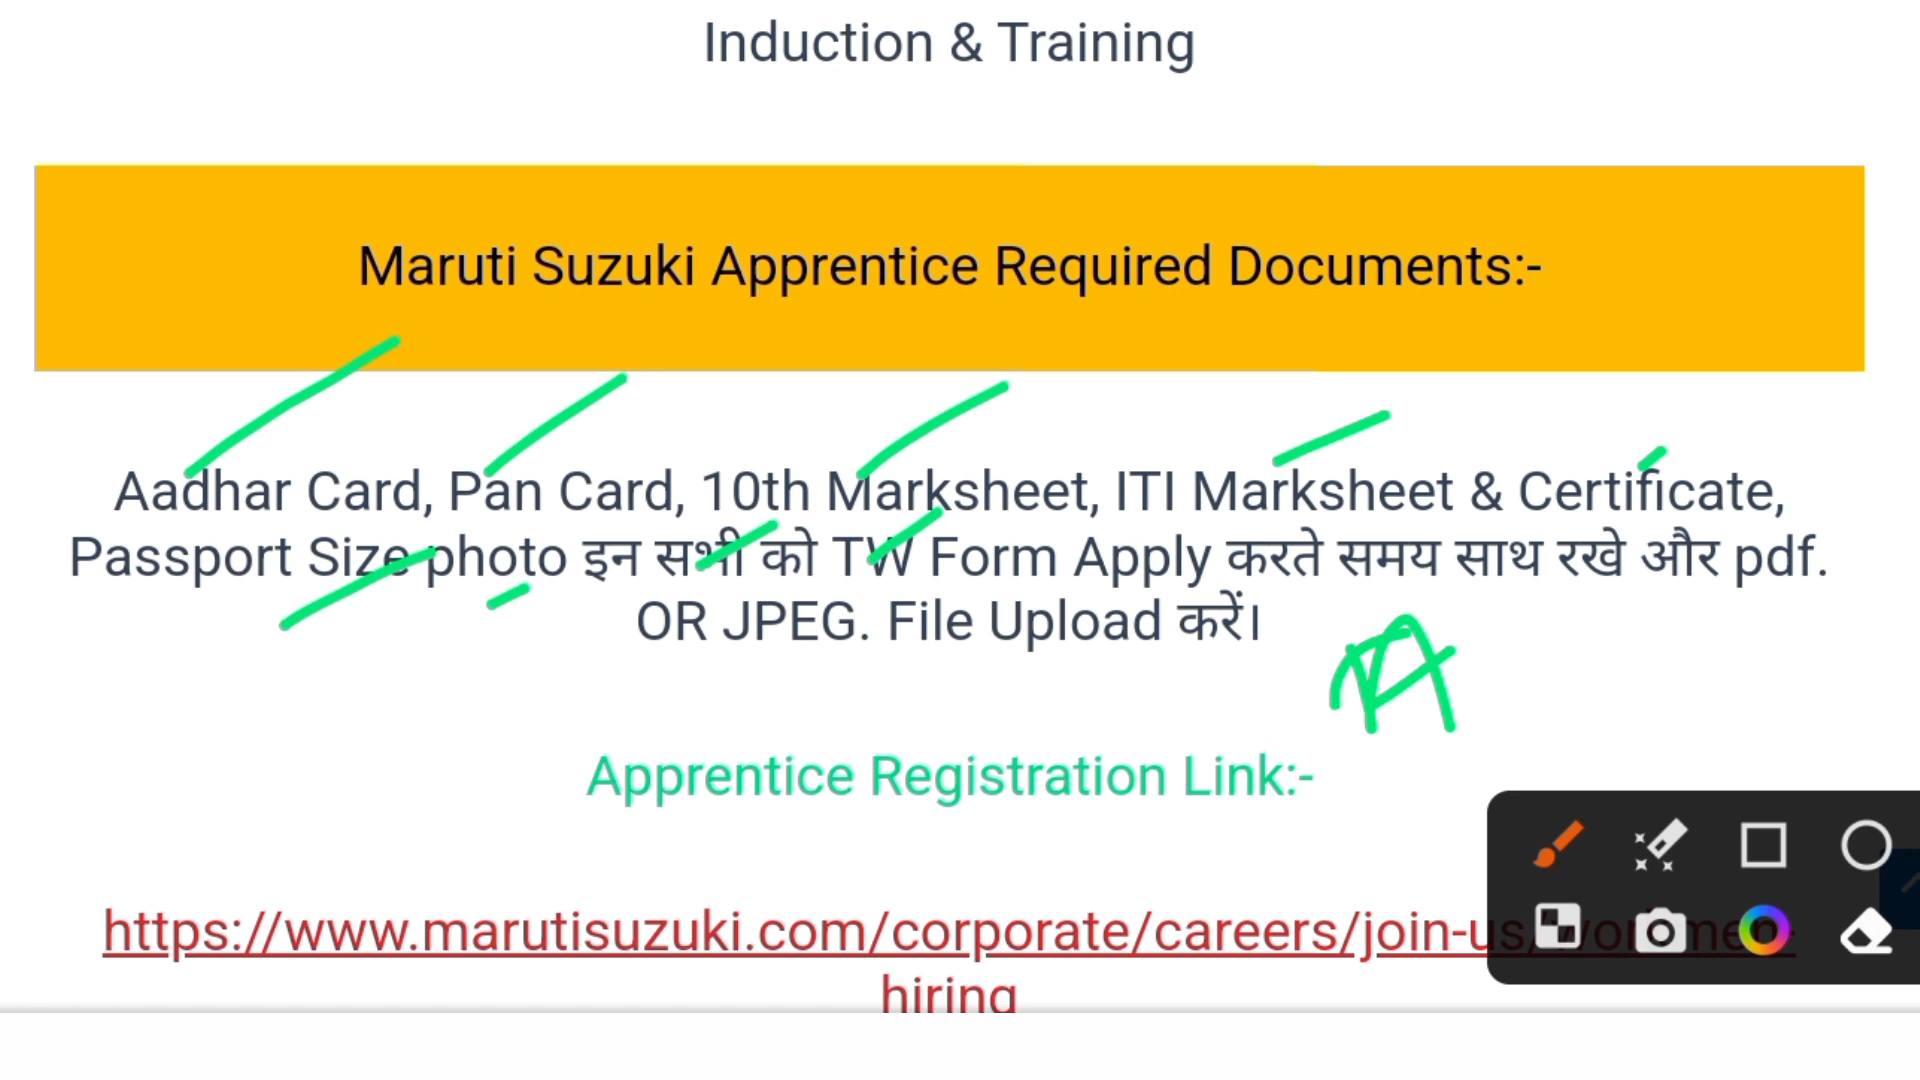 Induction & Training
Maruti Suzuki Apprentice Required Documents:-
Aadhar Card, Pan Card, 10th Marksheet, ITI Marksheet & Certificate,
Passport Size photo इन सभी को TW Form Apply करते समय साथ रखे और pdf.
OR JPEG. File Upload करें।
Apprentice Registration Link:-
https://www.marutisuzuki.com/corporate/careers/join-us/workmen-
hiring